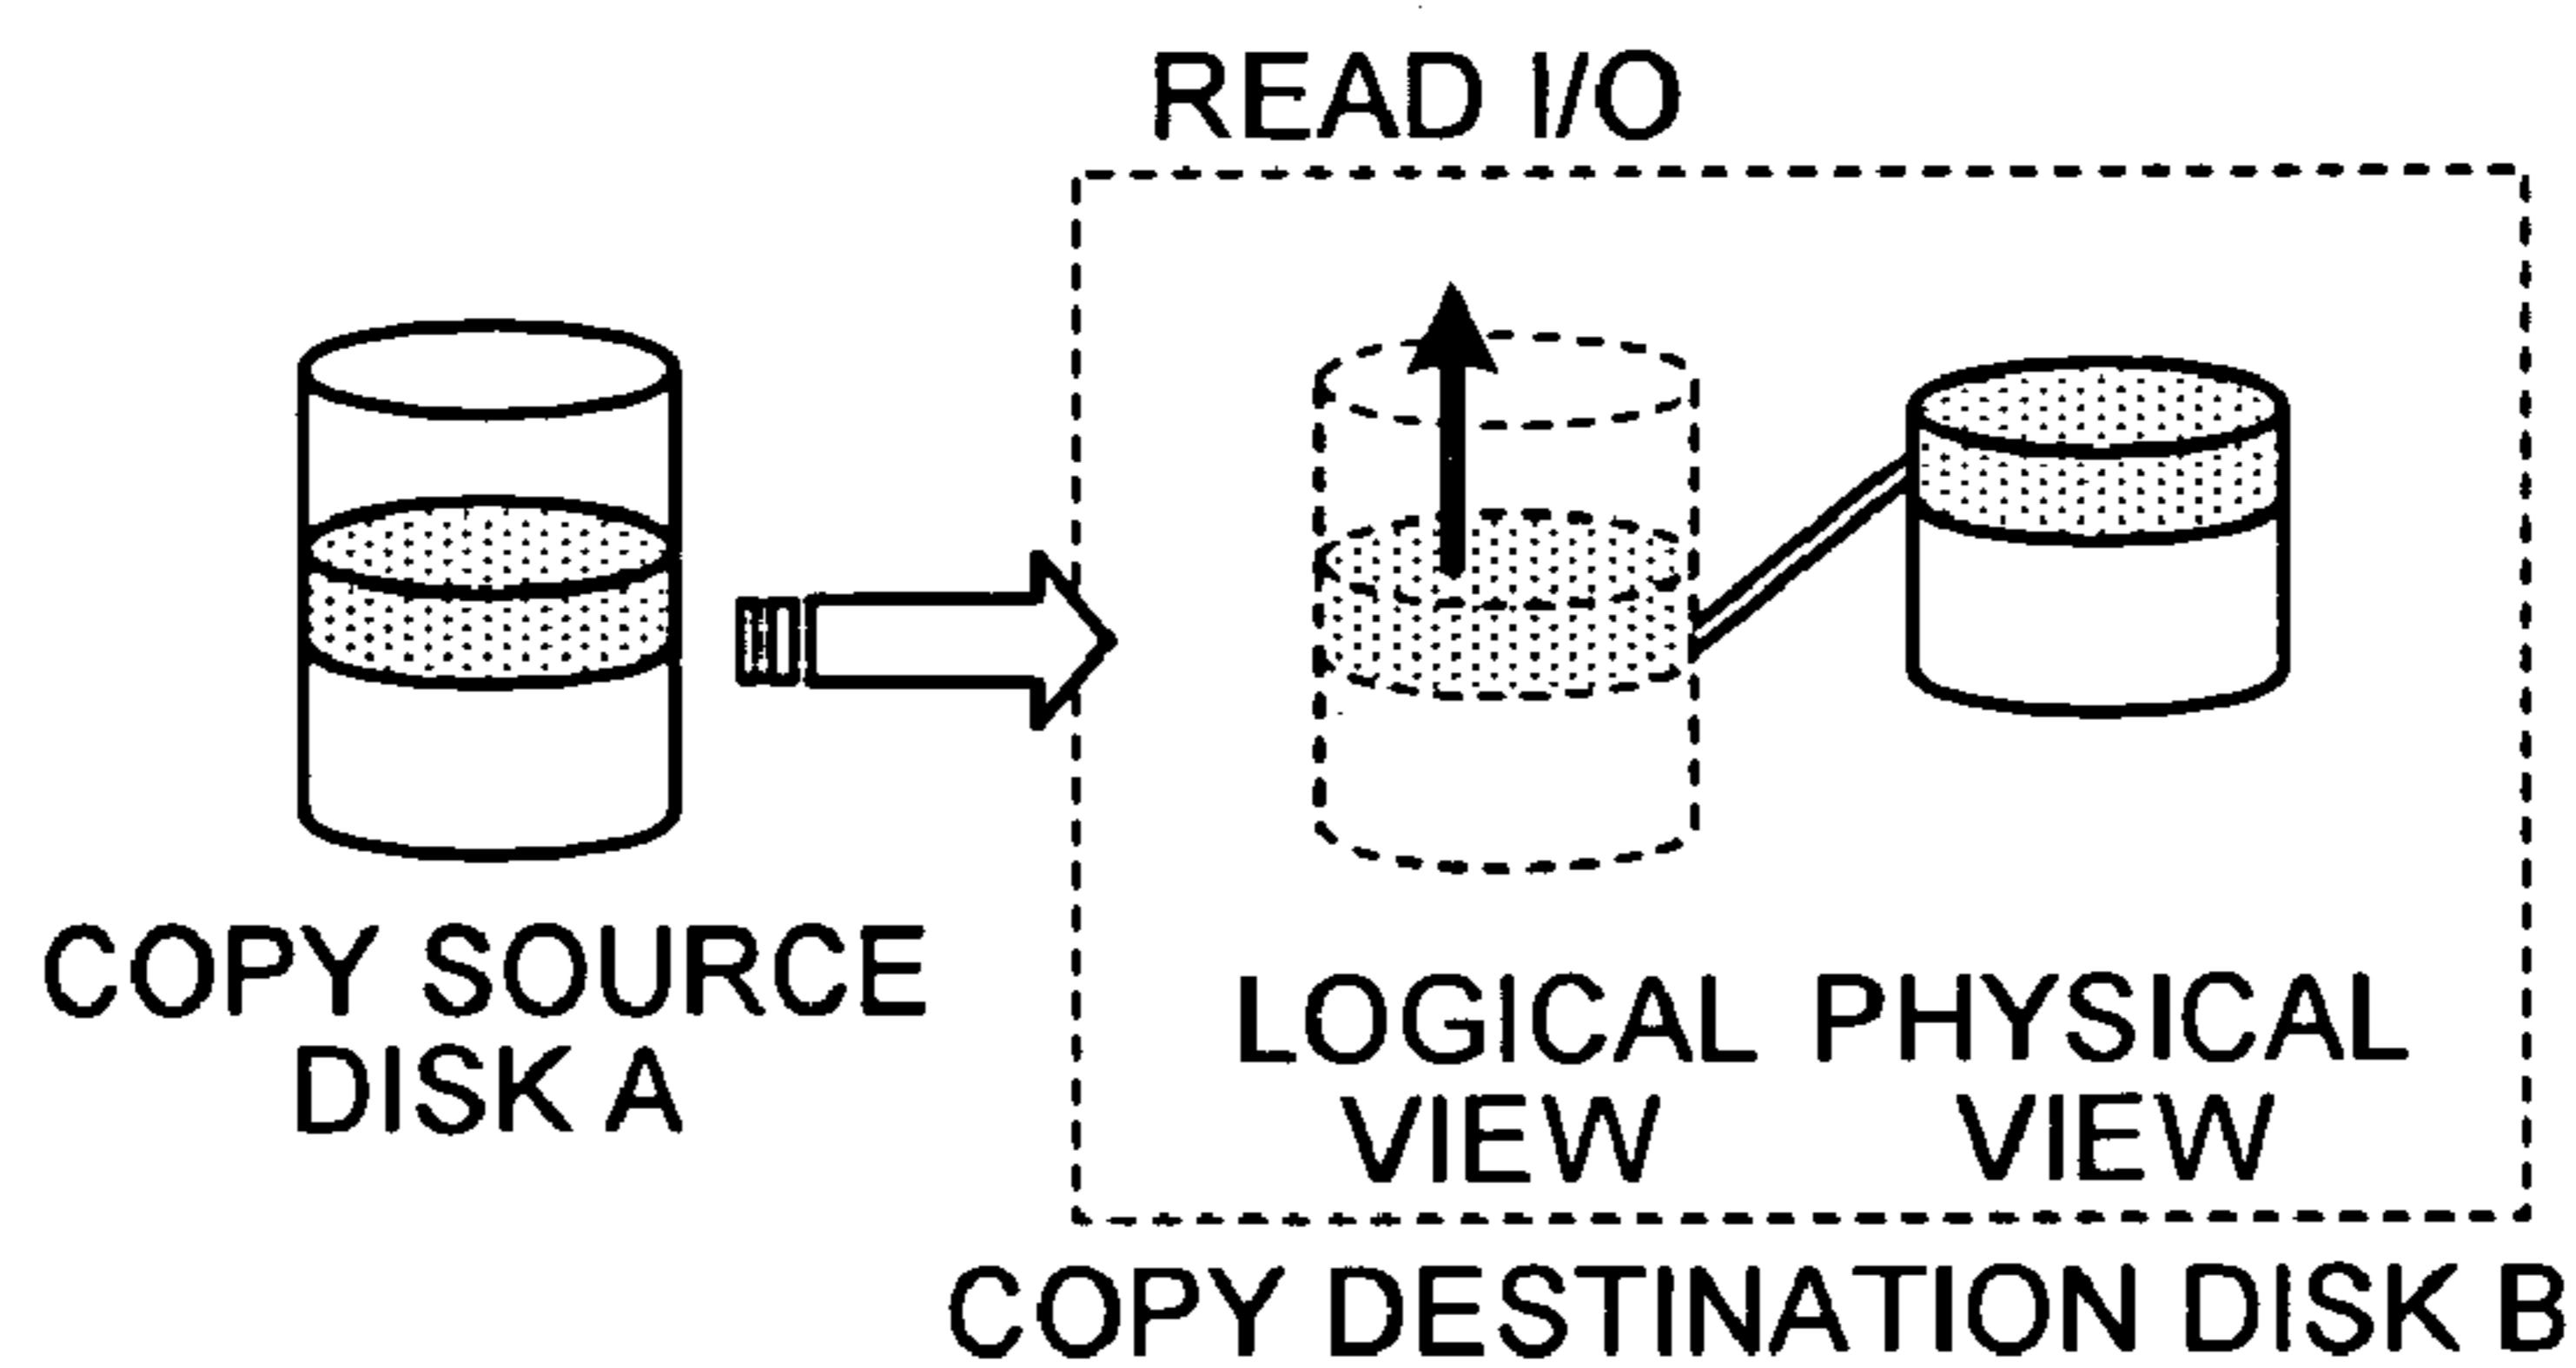 READ I/O
COPY SOURCE
DISK A
LOGICAL PHYSICAL
VIEW VIEW
COPY DESTINATION DISK B